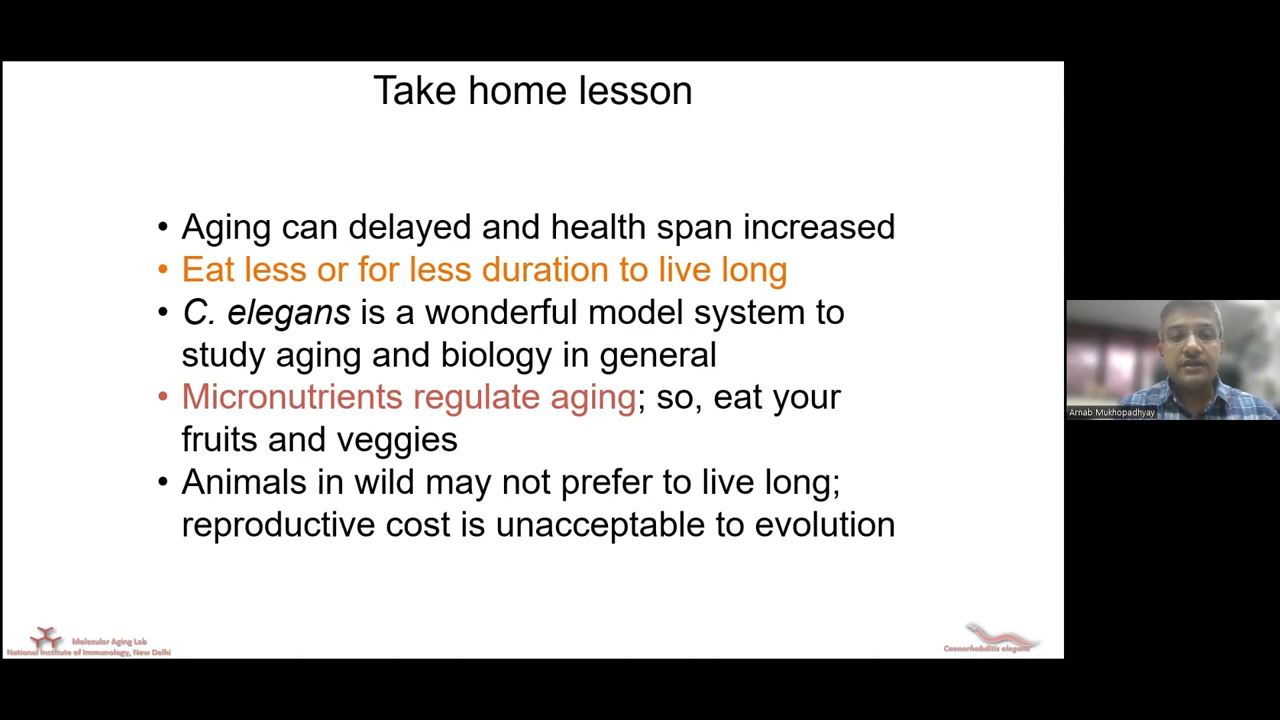 Take home lesson
• Aging can delayed and health span increased
• Eat less or for less duration to live long
• C. elegans is a wonderful model system to
study aging and biology in general
• Micronutrients regulate aging; so, eat your
fruits and veggies
• Animals in wild may not prefer to live long;
reproductive cost is unacceptable to evolution
Molecular Aging Lab
National Institute of Immunology, New Delhi
Caenorhabditis elegans
Arnab Mukhopadhyay